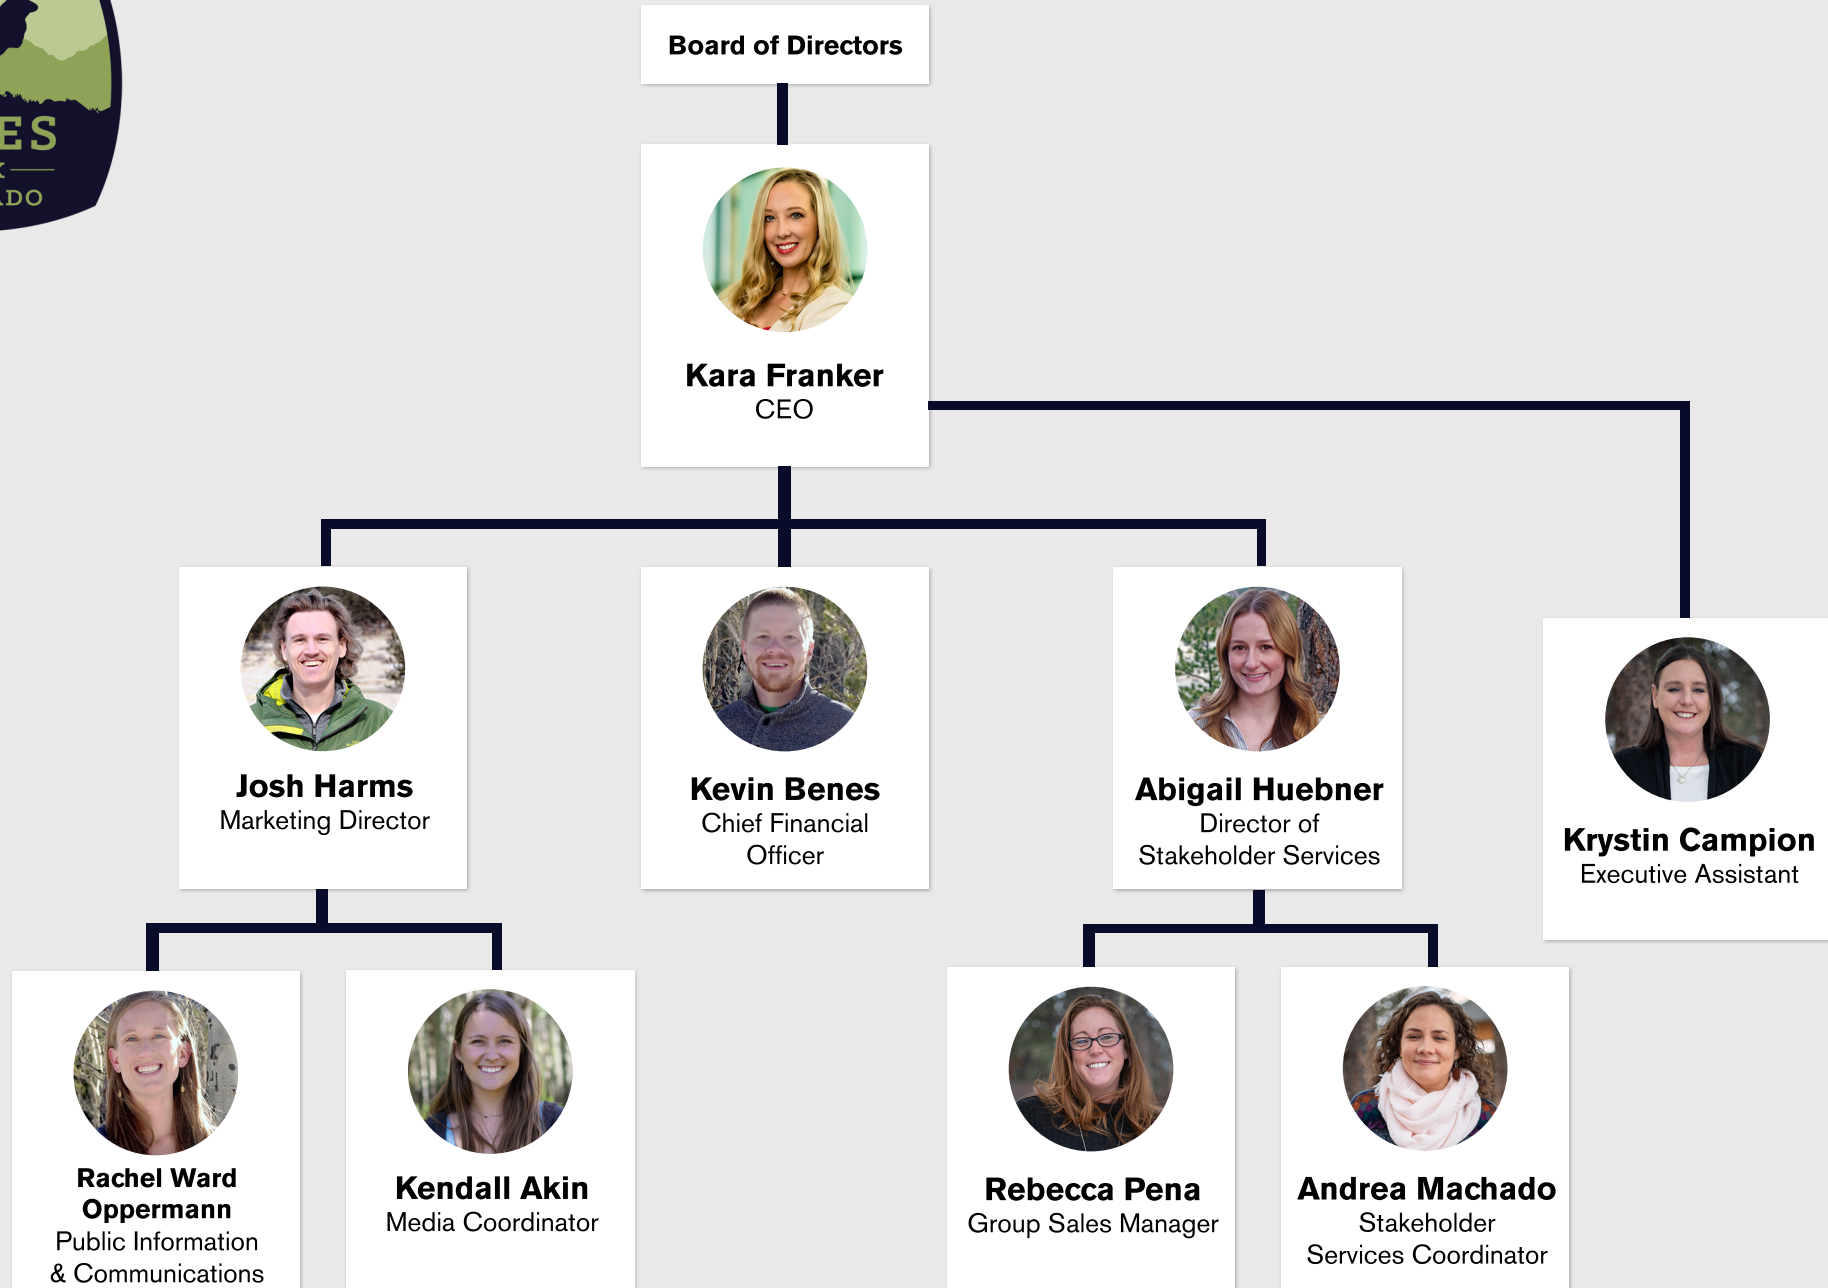 ES
ADO
Board of Directors
Kara Franker
CEO
Josh Harms
Marketing Director
Kevin Benes
Chief Financial
Officer
Abigail Huebner
Director of
Stakeholder Services
Krystin Campion
Executive Assistant
Rachel Ward
Oppermann
Public Information
& Communications
Kendall Akin
Media Coordinator
Rebecca Pena
Group Sales Manager
Andrea Machado
Stakeholder
Services Coordinator